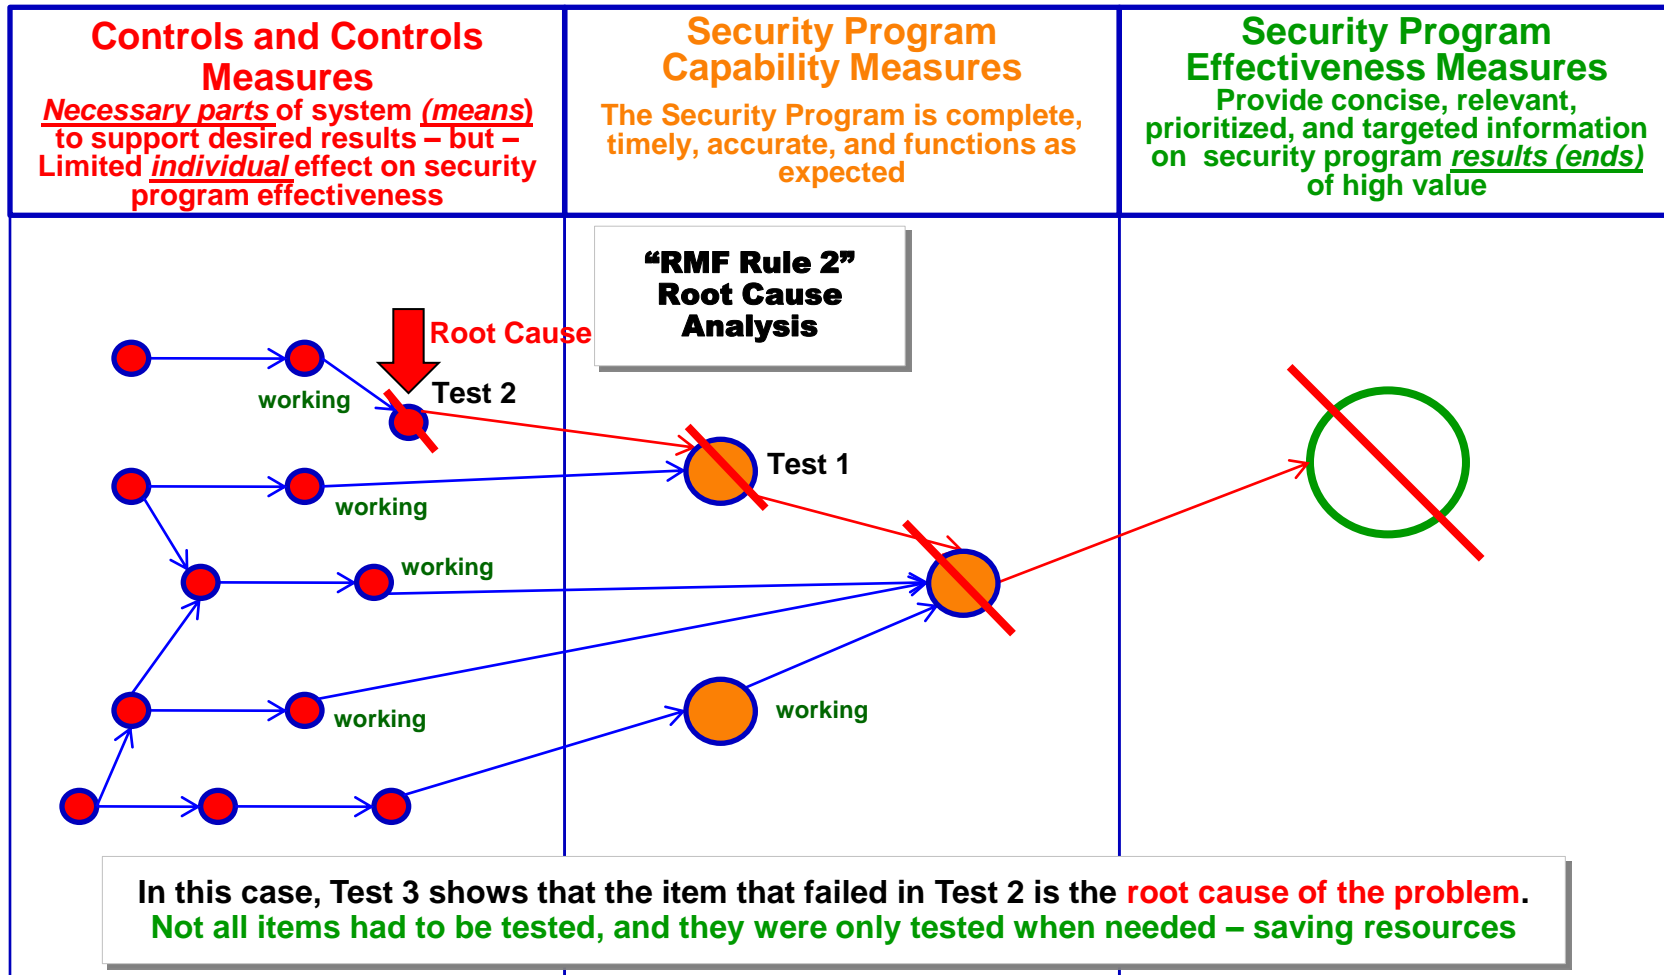 Controls and Controls
Measures
Necessary parts of system (means)
to support desired results – but –
Limited individual effect on security
program effectiveness
Security Program
Capability Measures
The Security Program is complete,
timely, accurate, and functions as
expected
Security Program
Effectiveness Measures
Provide concise, relevant,
prioritized, and targeted information
on security program results (ends)
of high value
“RMF Rule 2”
Root Cause
Analysis
Root Cause
Test 2
working
Test 1
working
working
working
working
In this case, Test 3 shows that the item that failed in Test 2 is the root cause of the problem.
Not all items had to be tested, and they were only tested when needed – saving resources